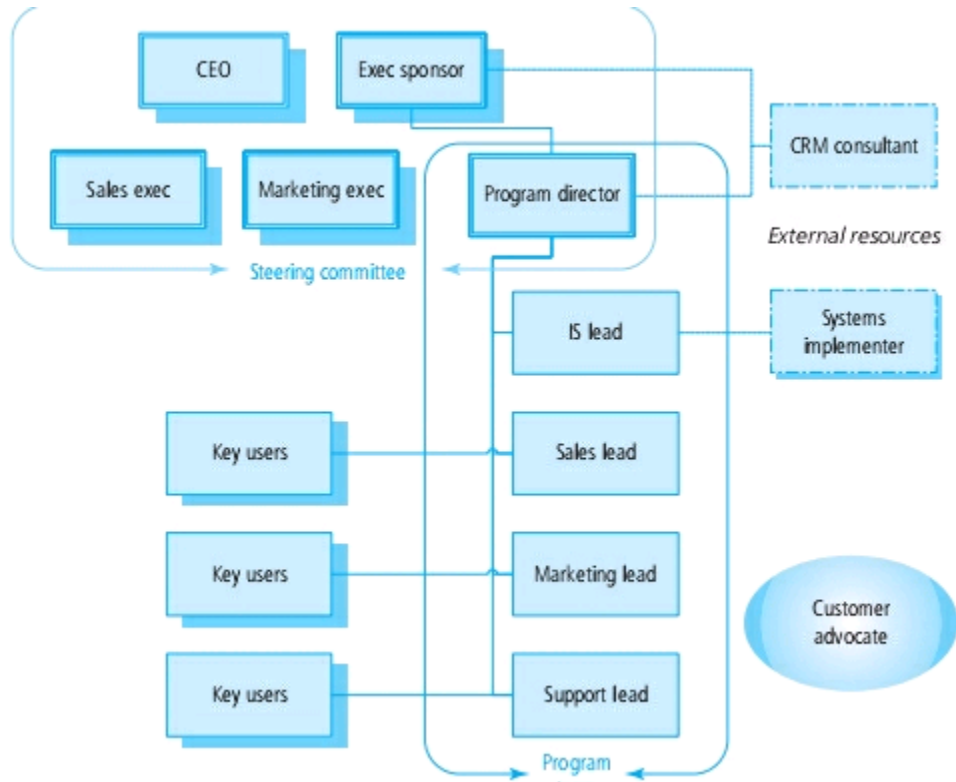 CEO
Exec sponsor
CRM consultant
Sales exec
Marketing exec
Program director
External resources
Steering committee
IS lead
Systems
implementer
Key users
Sales lead
Key users
Marketing lead
Customer
advocate
Key users
Support lead
Program